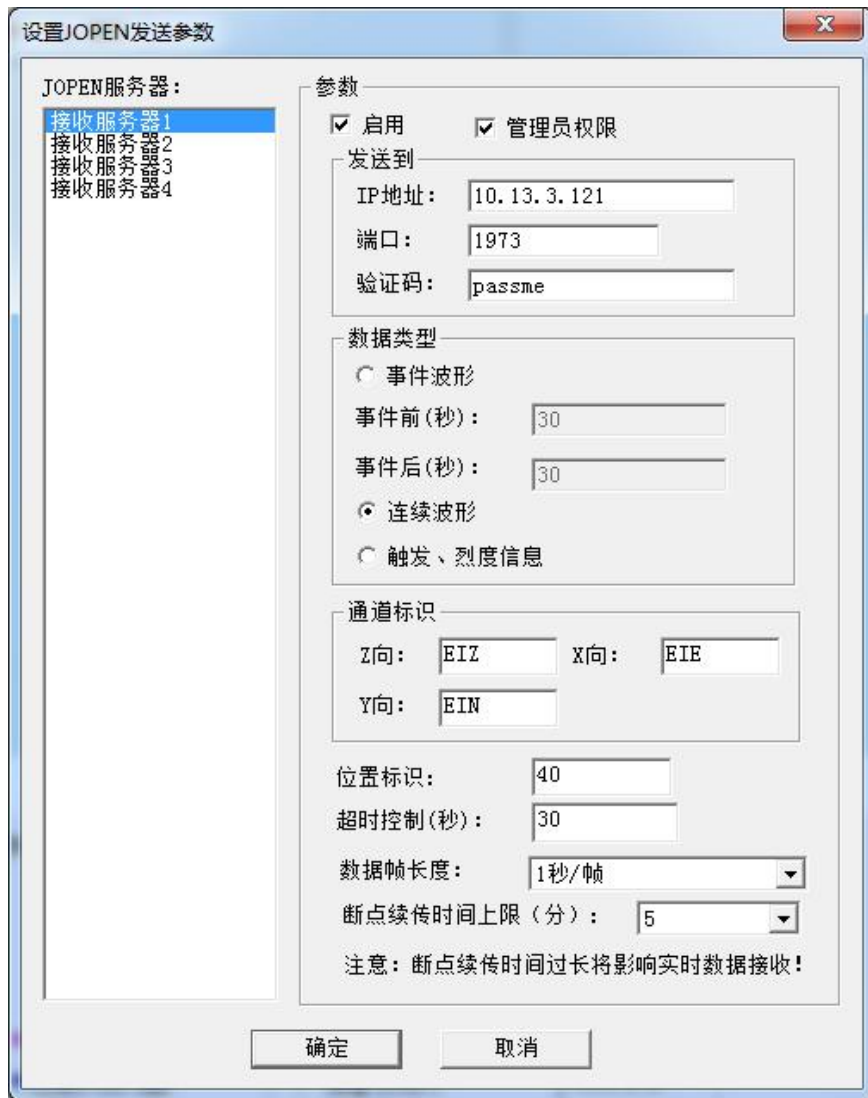 设置JOPEN发送参数
JOPEN服务器:
接收服务器1
接收服务器2
接收服务器3
接收服务器4
参数
启用 管理员权限
发送到
IP地址: 10.13.3.121
端口: 1973
验证码: passme
数据类型
事件波形
事件前(秒): 30
事件后(秒): 30
连续波形
触发、烈度信息
通道标识
Z向: EIZ X向: EIE
Y向: EIN
位置标识: 40
超时控制(秒): 30
数据帧长度: 1秒/帧
断点续传时间上限(分): 5
注意: 断点续传时间过长将影响实时数据接收!
确定 取消